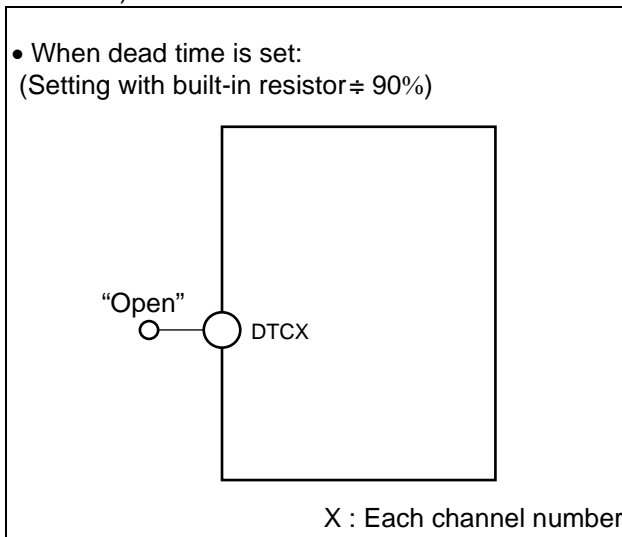 • When dead time is set:
(Setting with built-in resistor ≑ 90%)
“Open”
DTCX
X : Each channel number